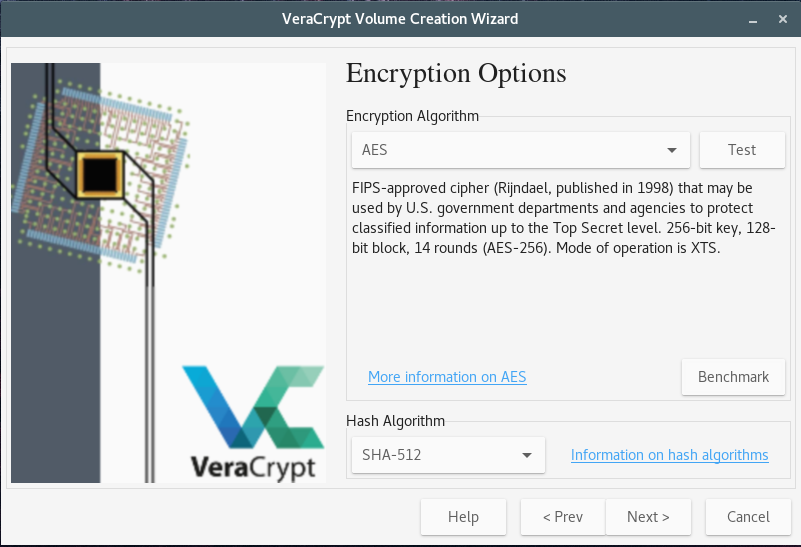 VeraCrypt Volume Creation Wizard
Encryption Options
Encryption Algorithm
AES
Test
FIPS-approved cipher (Rijndael, published in 1998) that may be
used by U.S. government departments and agencies to protect
classified information up to the Top Secret level. 256-bit key, 128-
bit block, 14 rounds (AES-256). Mode of operation is XTS.
More information on AES
Benchmark
Hash Algorithm
SHA-512
Information on hash algorithms
VeraCrypt
Help
< Prev
Next >
Cancel